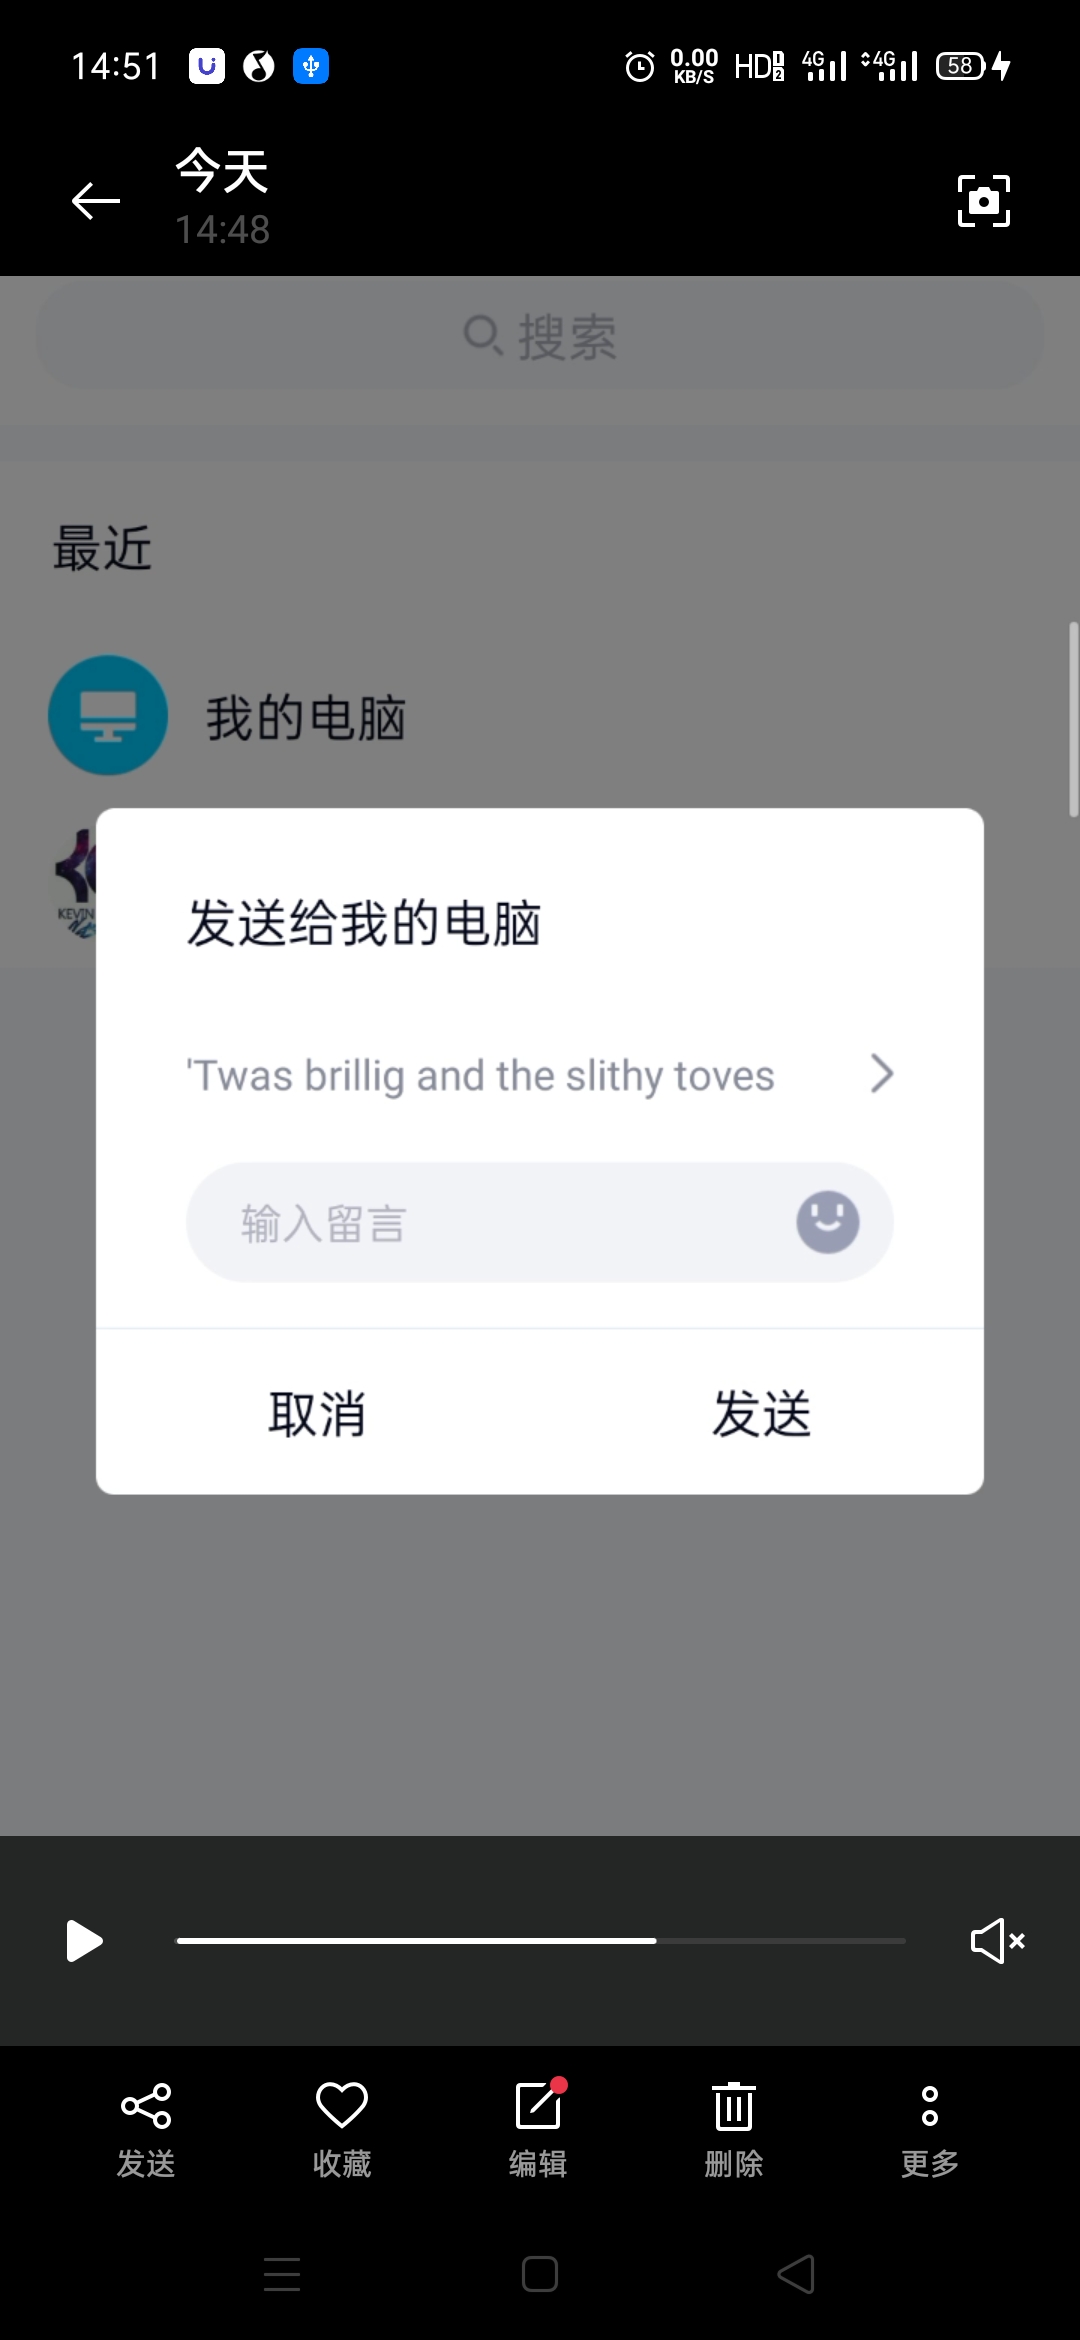 14:51 0.00 KB/S HD 1 2 4G 4G 58
今天
14:48
搜索
最近
我的电脑
KEVIN
发送给我的电脑
'Twas brillig and the slithy toves
输入留言
取消 发送
发送 收藏 编辑 删除 更多